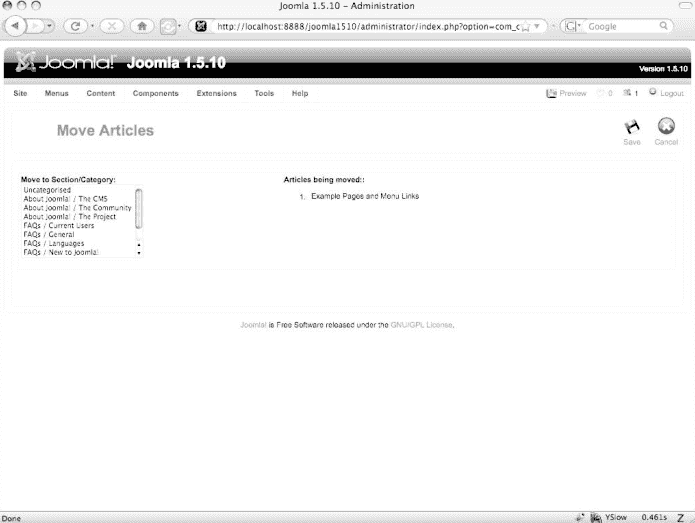 Joomla 1.5.10 - Administration
http://localhost:8888/joomla1510/administrator/index.php?option=com_c
Google
Joomla! Joomla 1.5.10
Version 1.5.10
Site Menus Content Components Extensions Tools Help Preview 0 1 Logout
Move Articles
Save Cancel
Move to Section/Category:
Uncategorised
About Joomla! / The CMS
About Joomla! / The Community
About Joomla! / The Project
FAQs / Current Users
FAQs / General
FAQs / Languages
FAQs / New to Joomla!
Articles being moved::
1. Example Pages and Menu Links
Joomla! is Free Software released under the GNU/GPL License.
Done YSlow 0.461s